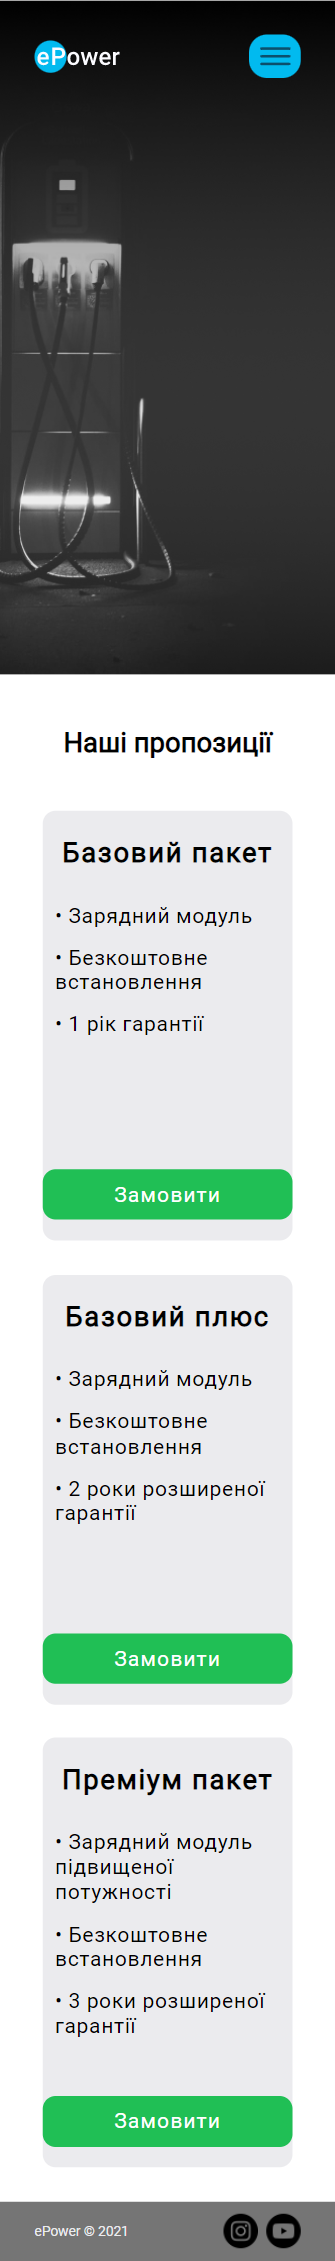 ePower
Наші пропозиції
Базовий пакет
• Зарядний модуль
• Безкоштовне
встановлення
• 1 рік гарантії
Замовити
Базовий плюс
• Зарядний модуль
• Безкоштовне
встановлення
• 2 роки розширеної
гарантії
Замовити
Преміум пакет
• Зарядний модуль
підвищеної
потужності
• Безкоштовне
встановлення
• 3 роки розширеної
гарантії
Замовити
ePower © 2021